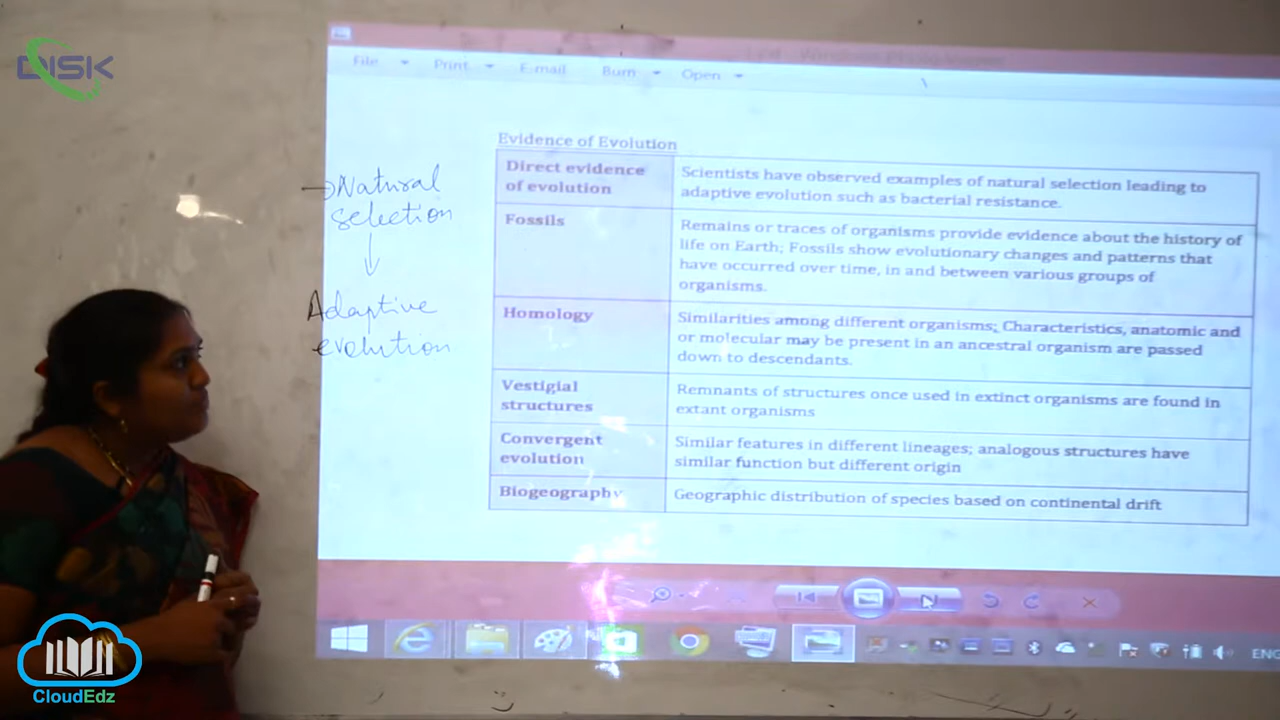 DISK
File Print E-mail Burn Open
Evidence of Evolution
Direct evidence
of evolution
Scientists have observed examples of natural selection leading to
adaptive evolution such as bacterial resistance.
Fossils
Remains or traces of organisms provide evidence about the history of
life on Earth; Fossils show evolutionary changes and patterns that
have occurred over time, in and between various groups of
organisms.
Homology
Similarities among different organisms; Characteristics, anatomic and
or molecular may be present in an ancestral organism are passed
down to descendants.
Vestigial
structures
Remnants of structures once used in extinct organisms are found in
extant organisms
Convergent
evolution
Similar features in different lineages; analogous structures have
similar function but different origin
Biogeography
Geographic distribution of species based on continental drift
→Natural
selection
↓
Adaptive
evolution
ENG
CloudEdz